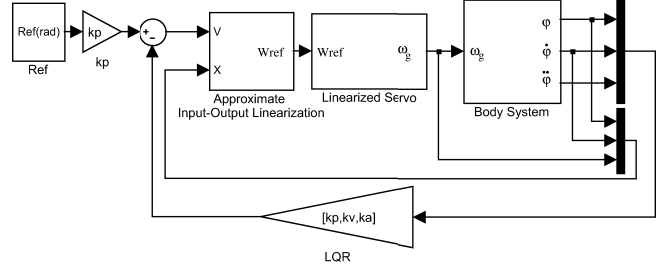 Ref(rad)
Ref
kp
kp
+
−
V
X
Wref
Approximate
Input-Output Linearization
Wref
ωg
Linearized Servo
ωg
φ
φ̇
φ̈
Body System
[kp,kv,ka]
LQR